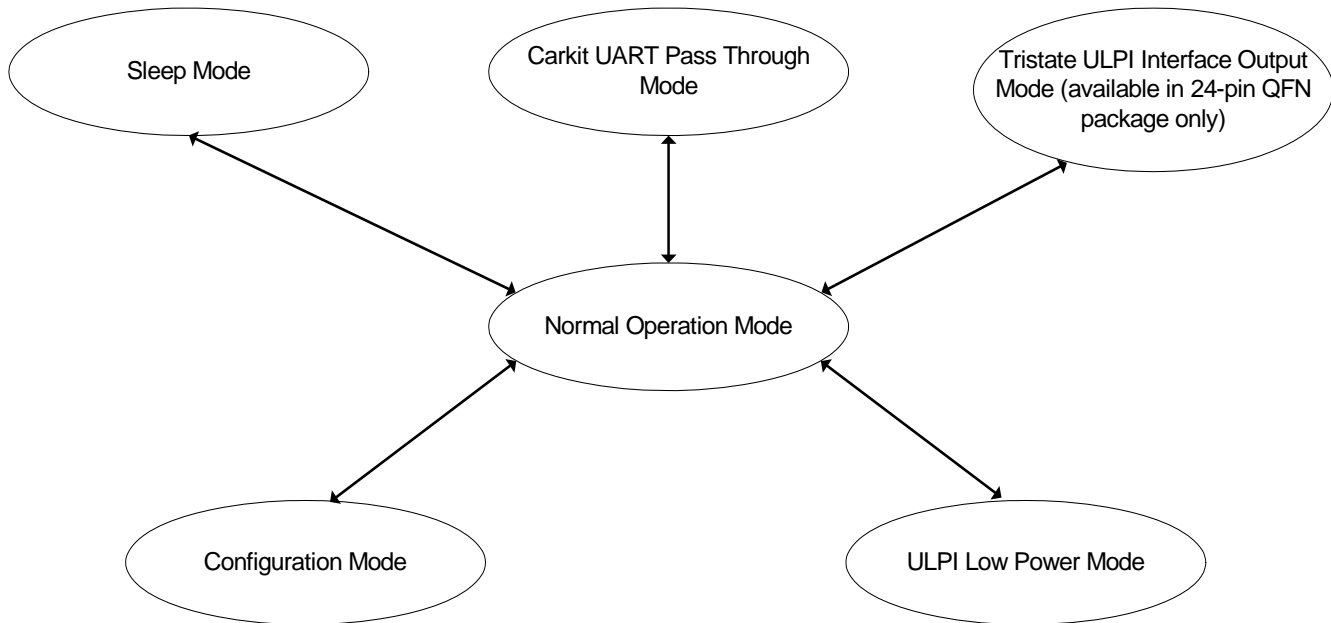 Sleep Mode
Carkit UART Pass Through
Mode
Tristate ULPI Interface Output
Mode (available in 24-pin QFN
package only)
Normal Operation Mode
Configuration Mode
ULPI Low Power Mode